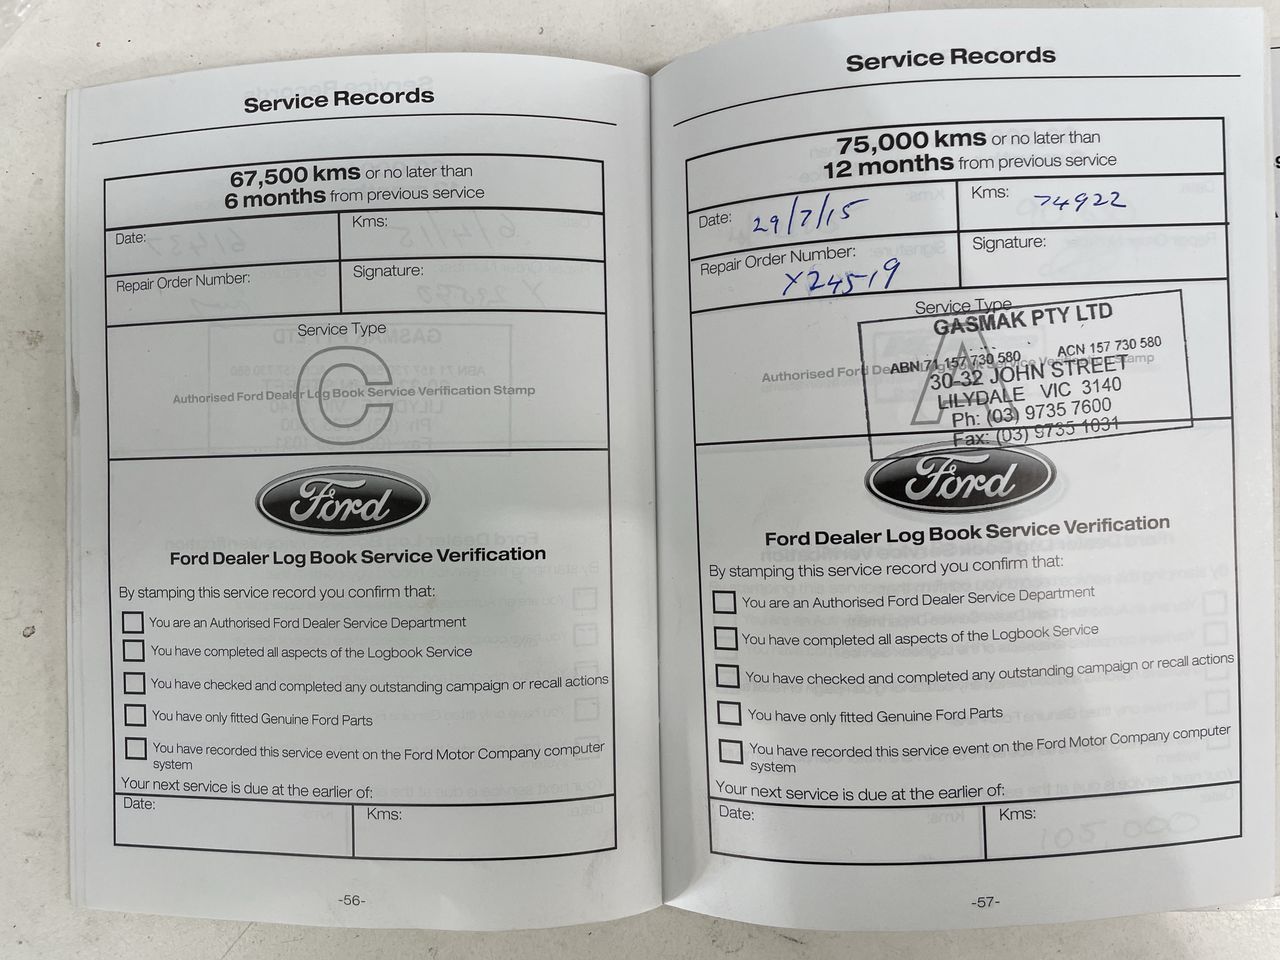 Service Records
67,500 kms or no later than
6 months from previous service
Date:
Kms:
Repair Order Number:
Signature:
Service Type
C
Authorised Ford Dealer Log Book Service Verification Stamp
Ford
Ford Dealer Log Book Service Verification
By stamping this service record you confirm that:
You are an Authorised Ford Dealer Service Department
You have completed all aspects of the Logbook Service
You have checked and completed any outstanding campaign or recall actions
You have only fitted Genuine Ford Parts
You have recorded this service event on the Ford Motor Company computer
system
Your next service is due at the earlier of:
Date:
Kms:
-56-
Service Records
75,000 kms or no later than
12 months from previous service
Date: 29/7/15
Kms: 74922
Repair Order Number:
Y24519
Signature:
Service Type
A
Authorised Ford Dealer Log Book Service Verification Stamp
GASMAK PTY LTD
ABN 71 157 730 580 ACN 157 730 580
30-32 JOHN STREET
LILYDALE VIC 3140
Ph: (03) 9735 7600
Fax: (03) 9735 1031
Ford
Ford Dealer Log Book Service Verification
By stamping this service record you confirm that:
You are an Authorised Ford Dealer Service Department
You have completed all aspects of the Logbook Service
You have checked and completed any outstanding campaign or recall actions
You have only fitted Genuine Ford Parts
You have recorded this service event on the Ford Motor Company computer
system
Your next service is due at the earlier of:
Date:
Kms:
-57-